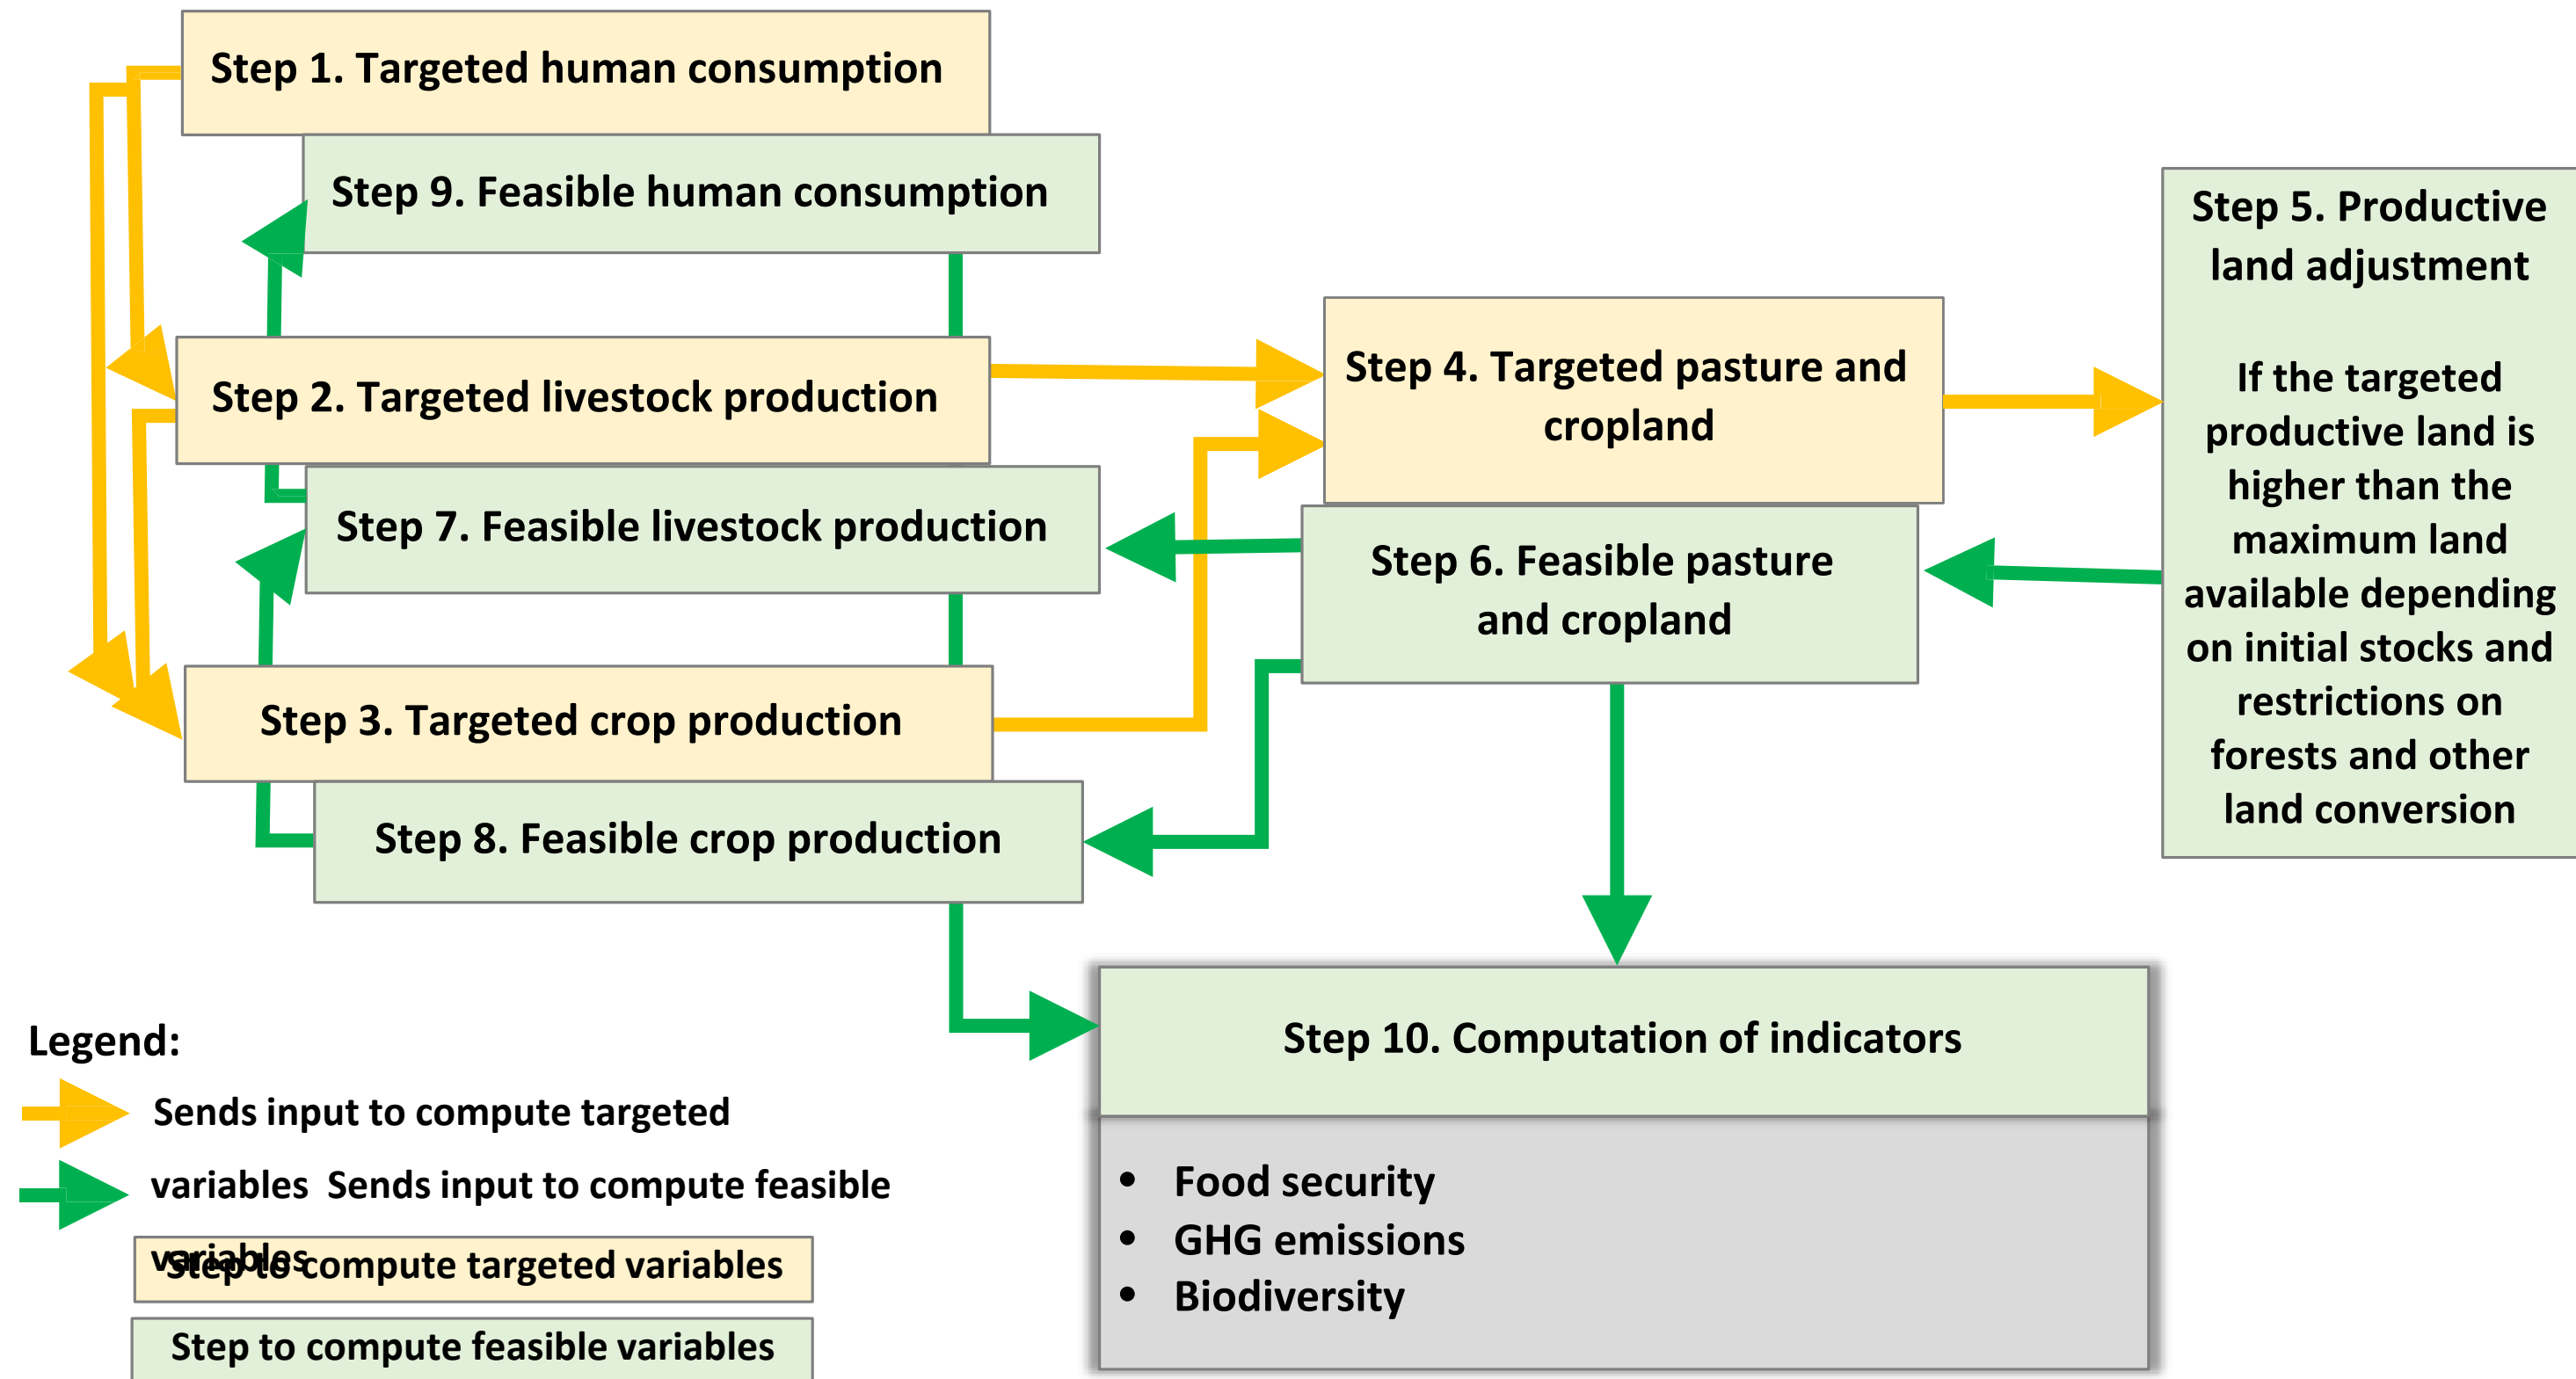 Step 1. Targeted human consumption
Step 9. Feasible human consumption
Step 2. Targeted livestock production
Step 7. Feasible livestock production
Step 3. Targeted crop production
Step 8. Feasible crop production
Step 4. Targeted pasture and
cropland
Step 6. Feasible pasture
and cropland
Step 5. Productive
land adjustment
If the targeted
productive land is
higher than the
maximum land
available depending
on initial stocks and
restrictions on
forests and other
land conversion
Step 10. Computation of indicators
• Food security
• GHG emissions
• Biodiversity
Legend:
Sends input to compute targeted
variables Sends input to compute feasible
variables
Step to compute targeted variables
Step to compute feasible variables